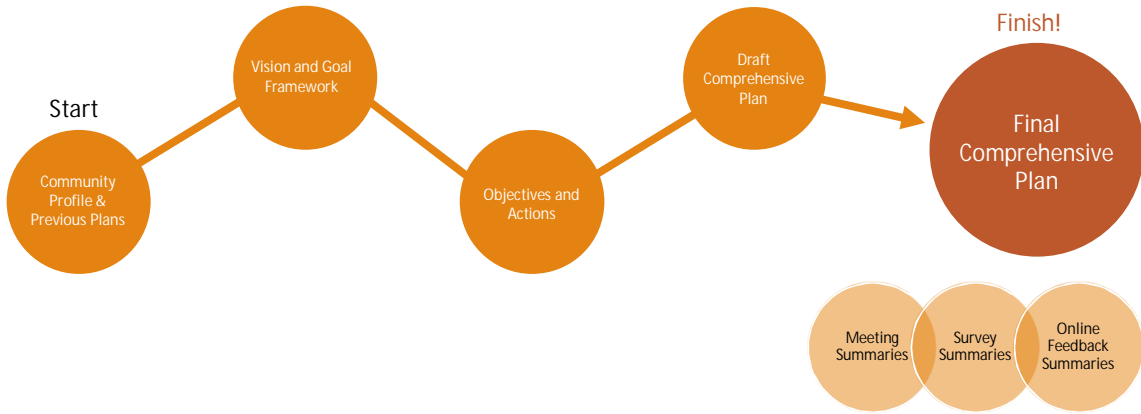 Start
Community
Profile &
Previous Plans
Vision and Goal
Framework
Objectives and
Actions
Draft
Comprehensive
Plan
Finish!
Final
Comprehensive
Plan
Meeting
Summaries
Survey
Summaries
Online
Feedback
Summaries